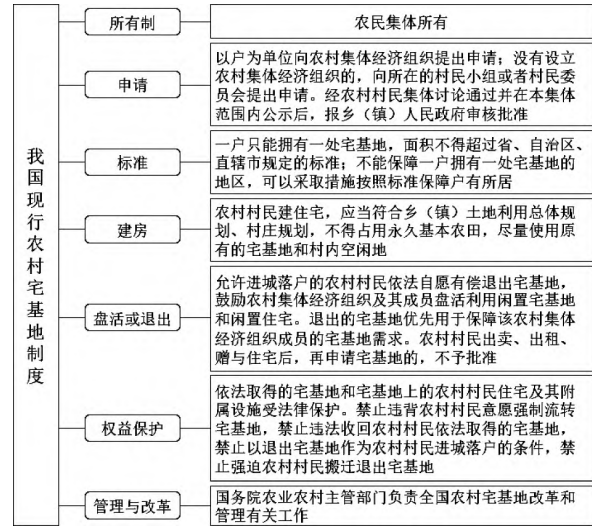 我国现行农村宅基地制度
所有制
农民集体所有
申请
以户为单位向农村集体经济组织提出申请；没有设立
农村集体经济组织的，向所在的村民小组或者村民委
员会提出申请。经农村村民集体讨论通过并在本集体
范围内公示后，报乡（镇）人民政府审核批准
标准
一户只能拥有一处宅基地，面积不得超过省、自治区、
直辖市规定的标准；不能保障一户拥有一处宅基地的
地区，可以采取措施按照标准保障户有所居
建房
农村村民建住宅，应当符合乡（镇）土地利用总体规
划、村庄规划，不得占用永久基本农田，尽量使用原
有的宅基地和村内空闲地
盘活或退出
允许进城落户的农村村民依法自愿有偿退出宅基地，
鼓励农村集体经济组织及其成员盘活利用闲置宅基地
和闲置住宅。退出的宅基地优先用于保障该农村集体
经济组织成员的宅基地需求。农村村民出卖、出租、
赠与住宅后，再申请宅基地的，不予批准
权益保护
依法取得的宅基地和宅基地上的农村村民住宅及其附
属设施受法律保护。禁止违背农村村民意愿强制流转
宅基地，禁止违法收回农村村民依法取得的宅基地，
禁止以退出宅基地作为农村村民进城落户的条件，禁
止强迫农村村民搬迁退出宅基地
管理与改革
国务院农业农村主管部门负责全国农村宅基地改革和
管理有关工作